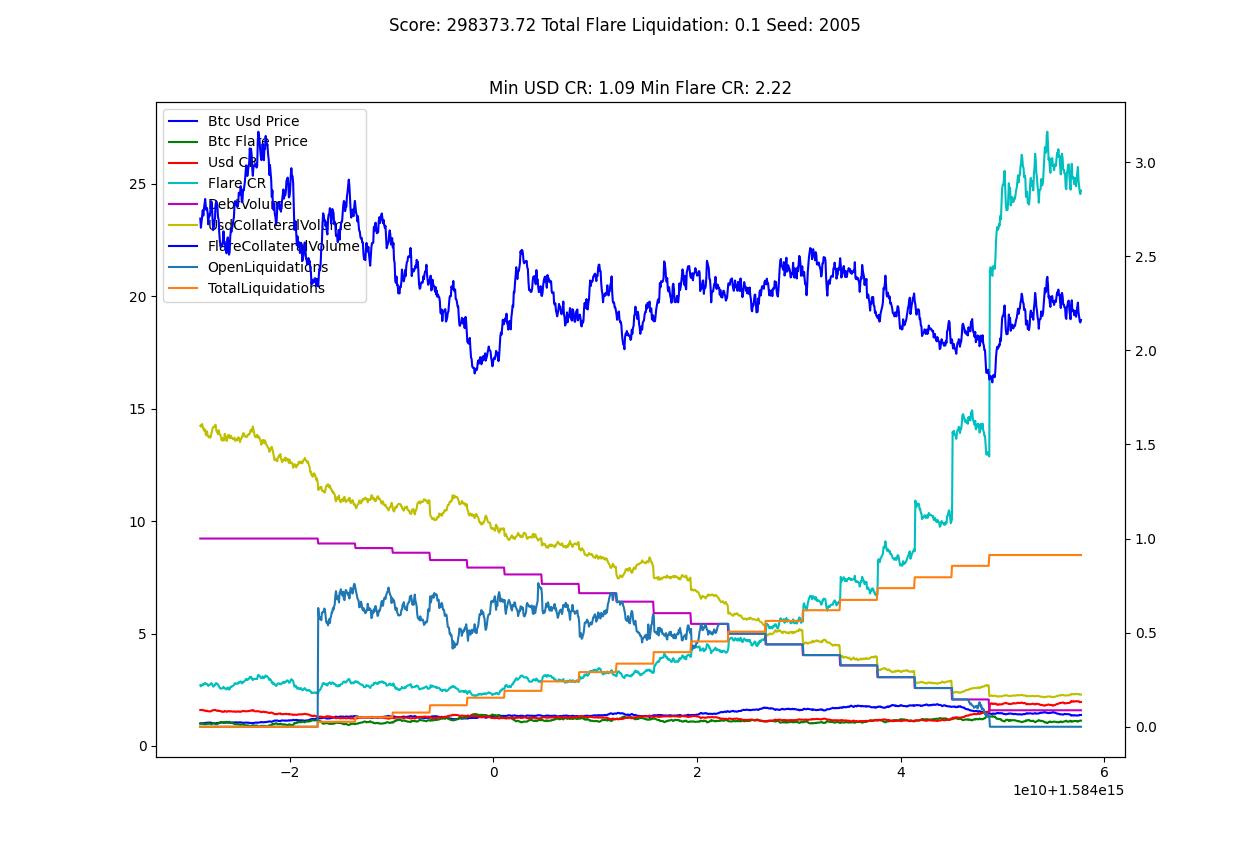 Score: 298373.72 Total Flare Liquidation: 0.1 Seed: 2005
Min USD CR: 1.09 Min Flare CR: 2.22
Btc Usd Price
Btc Flare Price
Usd CR
Flare CR
DebtVolume
UsdCollateralVolume
FlareCollateralVolume
OpenLiquidations
TotalLiquidations
25
20
15
10
5
0
3.0
2.5
2.0
1.5
1.0
0.5
0.0
−2
0
2
4
6
1e10+1.584e15